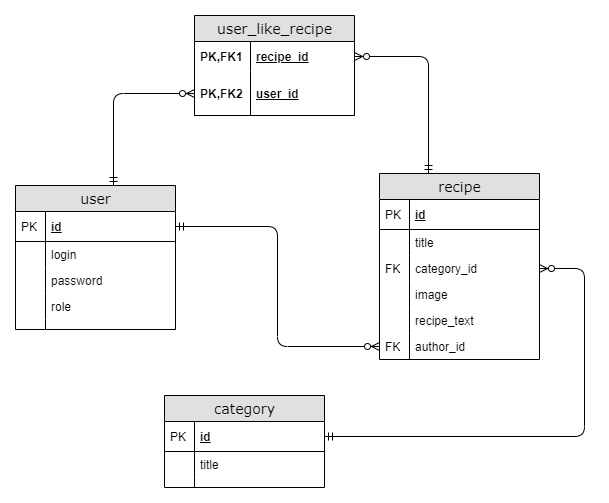 user_like_recipe
PK,FK1 recipe_id
PK,FK2 user_id
user
PK id
login
password
role
recipe
PK id
title
FK category_id
image
recipe_text
FK author_id
category
PK id
title